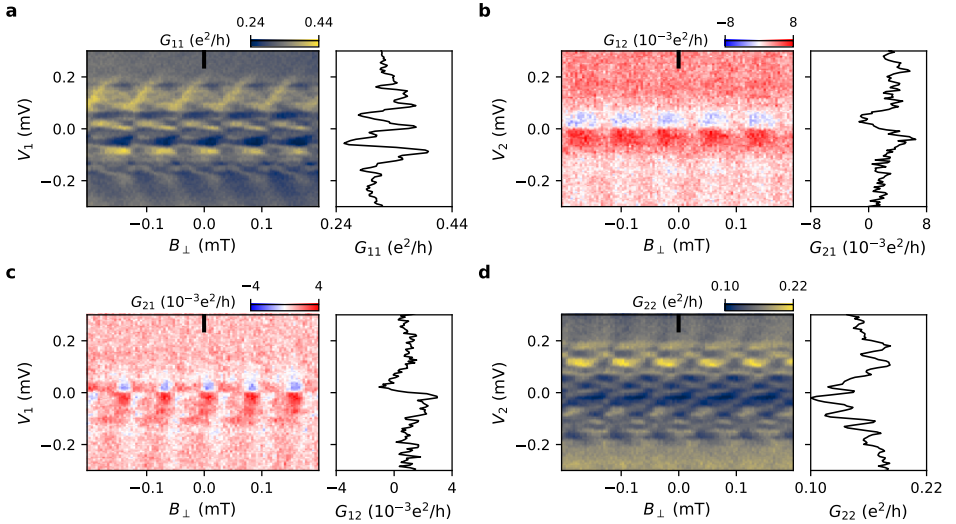 a
G11 (e²/h)
0.24 0.44
V1 (mV)
0.2
0.0
−0.2
−0.1 0.0 0.1
B⊥ (mT)
0.24 0.44
G11 (e²/h)
b
G12 (10⁻³e²/h)
−8 8
V2 (mV)
0.2
0.0
−0.2
−0.1 0.0 0.1
B⊥ (mT)
−8 0 8
G21 (10⁻³e²/h)
c
G21 (10⁻³e²/h)
−4 4
V1 (mV)
0.2
0.0
−0.2
−0.1 0.0 0.1
B⊥ (mT)
−4 0 4
G12 (10⁻³e²/h)
d
G22 (e²/h)
0.10 0.22
V2 (mV)
0.2
0.0
−0.2
−0.1 0.0 0.1
B⊥ (mT)
0.10 0.22
G22 (e²/h)